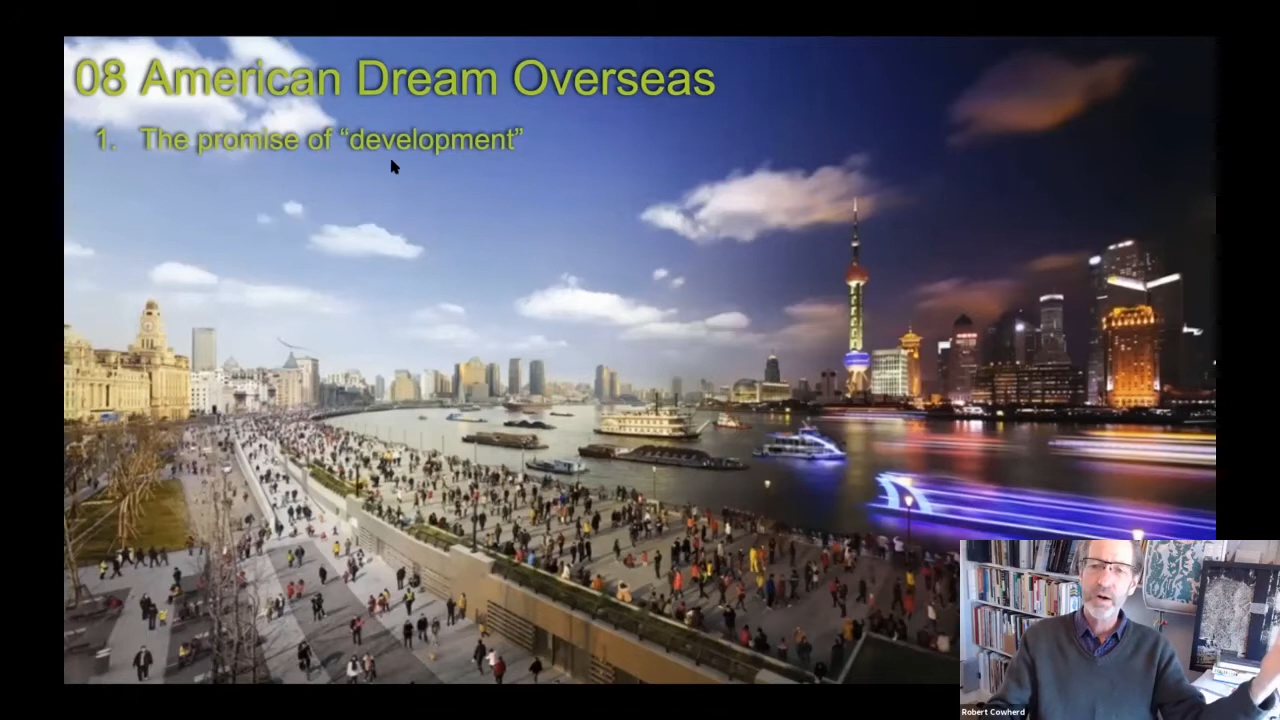 08 American Dream Overseas
1. The promise of “development”
Robert Cowherd